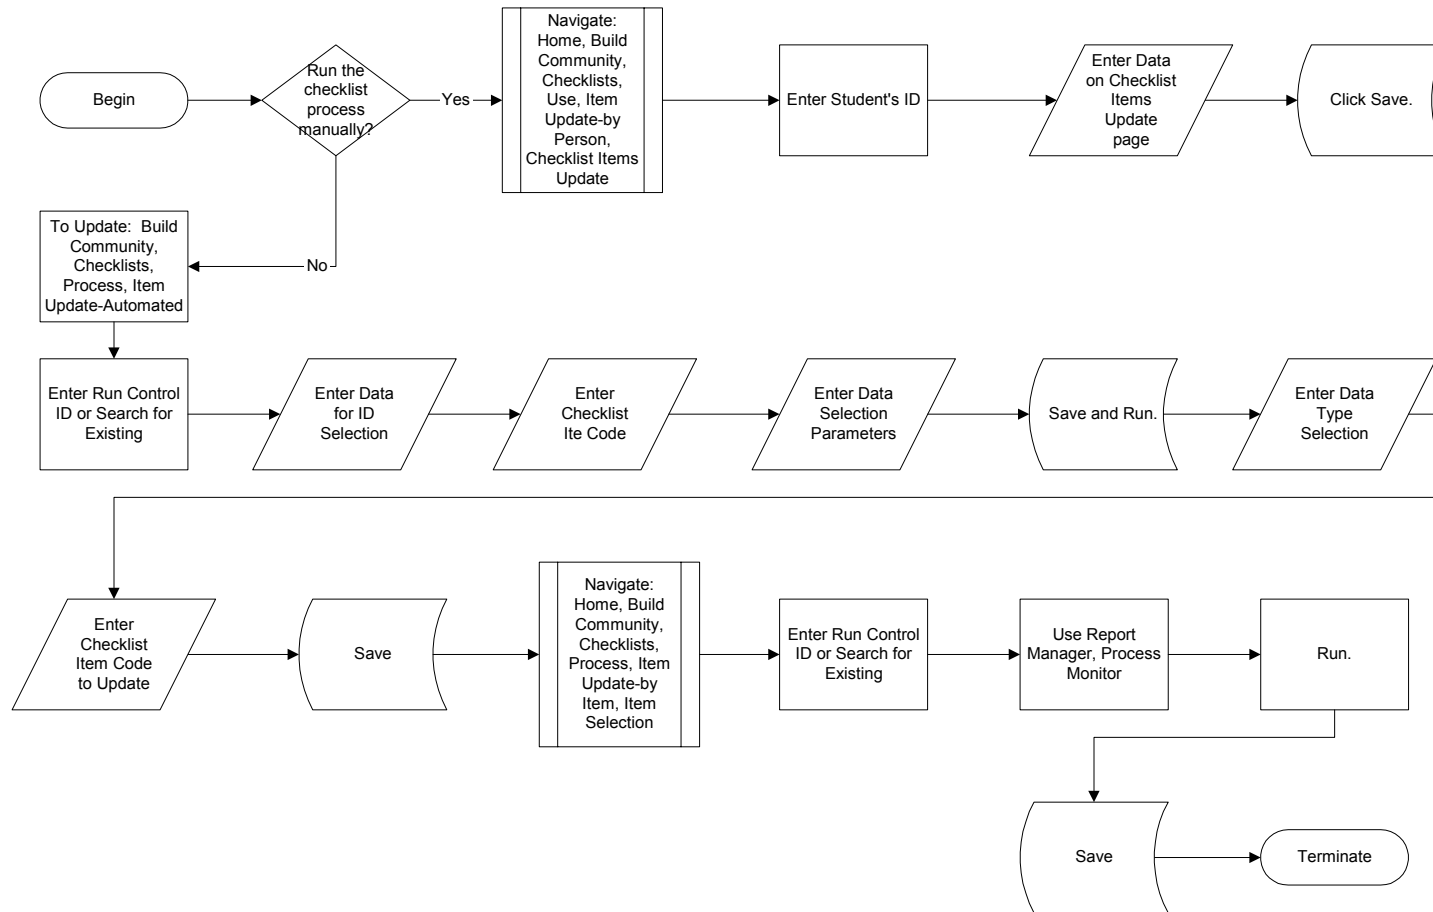 Begin
Run the
checklist
process
manually?
Yes
Navigate:
Home, Build
Community,
Checklists,
Use, Item
Update-by
Person,
Checklist Items
Update
Enter Student's ID
Enter Data
on Checklist
Items
Update
page
Click Save.
No
To Update:  Build
Community,
Checklists,
Process, Item
Update-Automated
Enter Run Control
ID or Search for
Existing
Enter Data
for ID
Selection
Enter
Checklist
Ite Code
Enter Data
Selection
Parameters
Save and Run.
Enter Data
Type
Selection
Enter
Checklist
Item Code
to Update
Save
Navigate:
Home, Build
Community,
Checklists,
Process, Item
Update-by
Item, Item
Selection
Enter Run Control
ID or Search for
Existing
Use Report
Manager, Process
Monitor
Run.
Save
Terminate